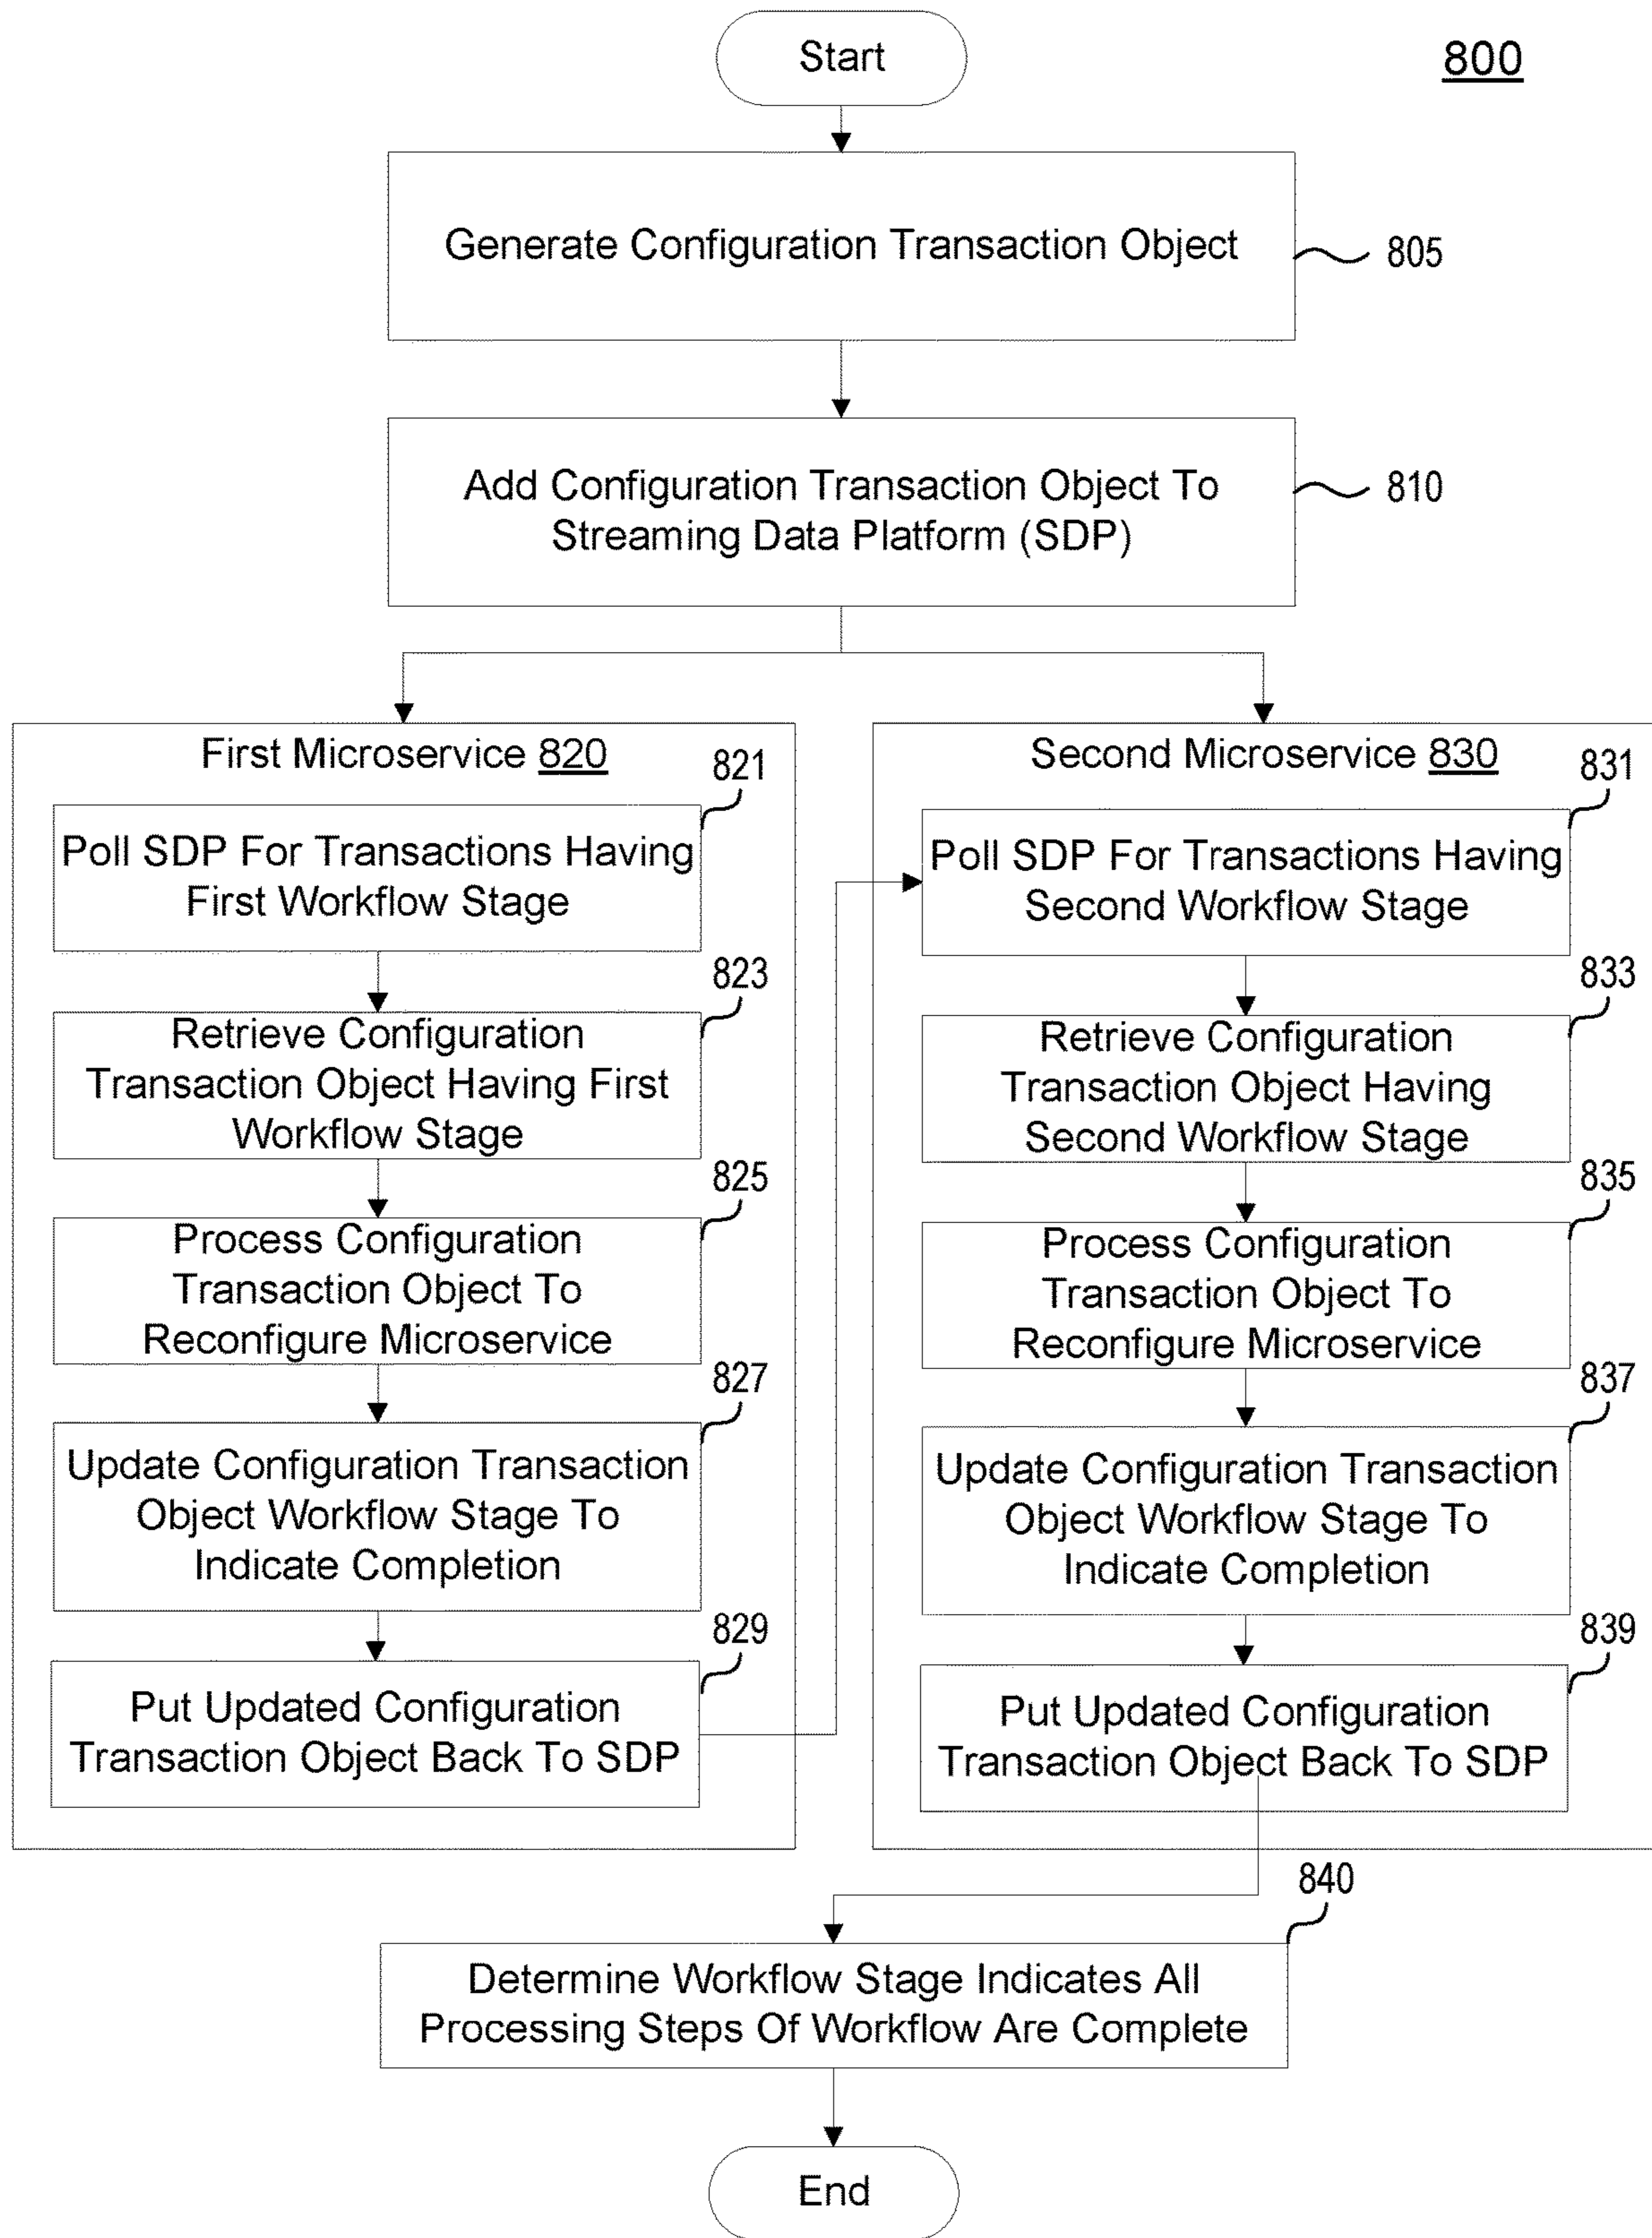 Start
800
Generate Configuration Transaction Object
805
Add Configuration Transaction Object To
Streaming Data Platform (SDP)
810
First Microservice 820
821
Poll SDP For Transactions Having
First Workflow Stage
823
Retrieve Configuration
Transaction Object Having First
Workflow Stage
825
Process Configuration
Transaction Object To
Reconfigure Microservice
827
Update Configuration Transaction
Object Workflow Stage To
Indicate Completion
829
Put Updated Configuration
Transaction Object Back To SDP
Second Microservice 830
831
Poll SDP For Transactions Having
Second Workflow Stage
833
Retrieve Configuration
Transaction Object Having
Second Workflow Stage
835
Process Configuration
Transaction Object To
Reconfigure Microservice
837
Update Configuration Transaction
Object Workflow Stage To
Indicate Completion
839
Put Updated Configuration
Transaction Object Back To SDP
840
Determine Workflow Stage Indicates All
Processing Steps Of Workflow Are Complete
End